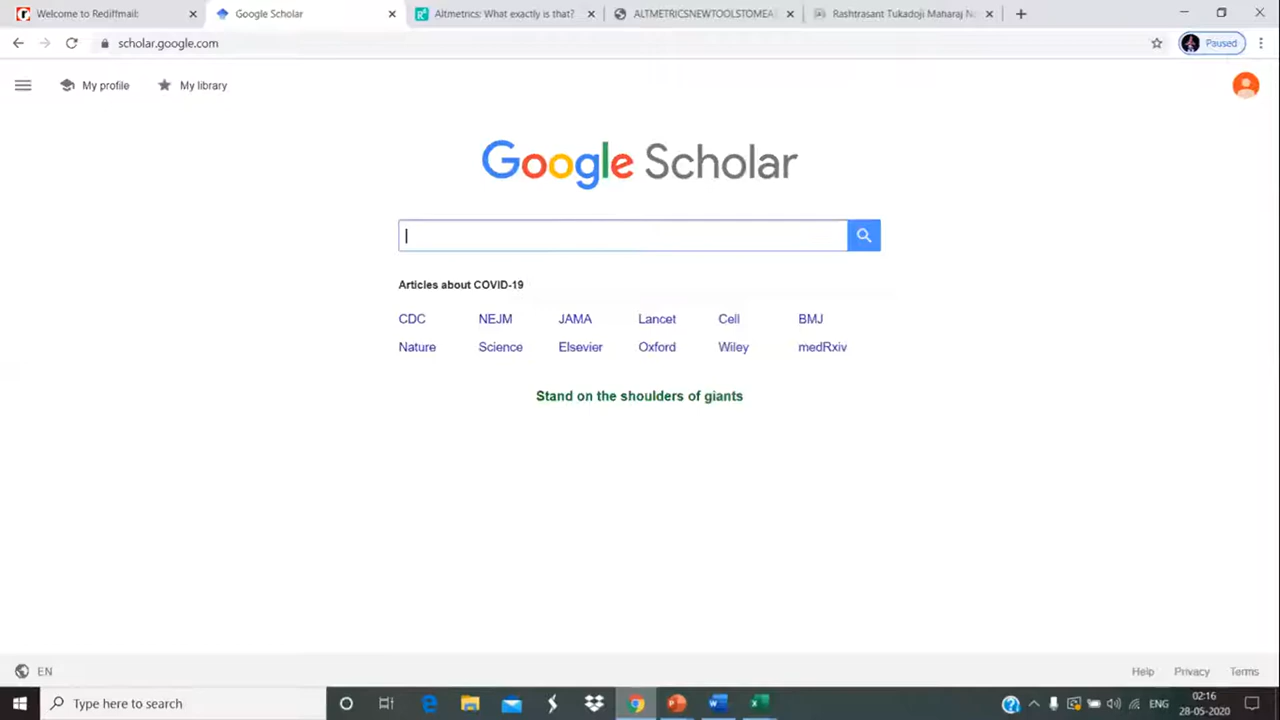 Welcome to Rediffmail:
Google Scholar
Altmetrics: What exactly is that?
ALTMETRICSNEWTOOLSTOMEA
Rashtrasant Tukadoji Maharaj N
scholar.google.com
Paused
My profile
My library
Google Scholar
Articles about COVID-19
CDC NEJM JAMA Lancet Cell BMJ
Nature Science Elsevier Oxford Wiley medRxiv
Stand on the shoulders of giants
EN
Help Privacy Terms
Type here to search
ENG
02:16
28-05-2020